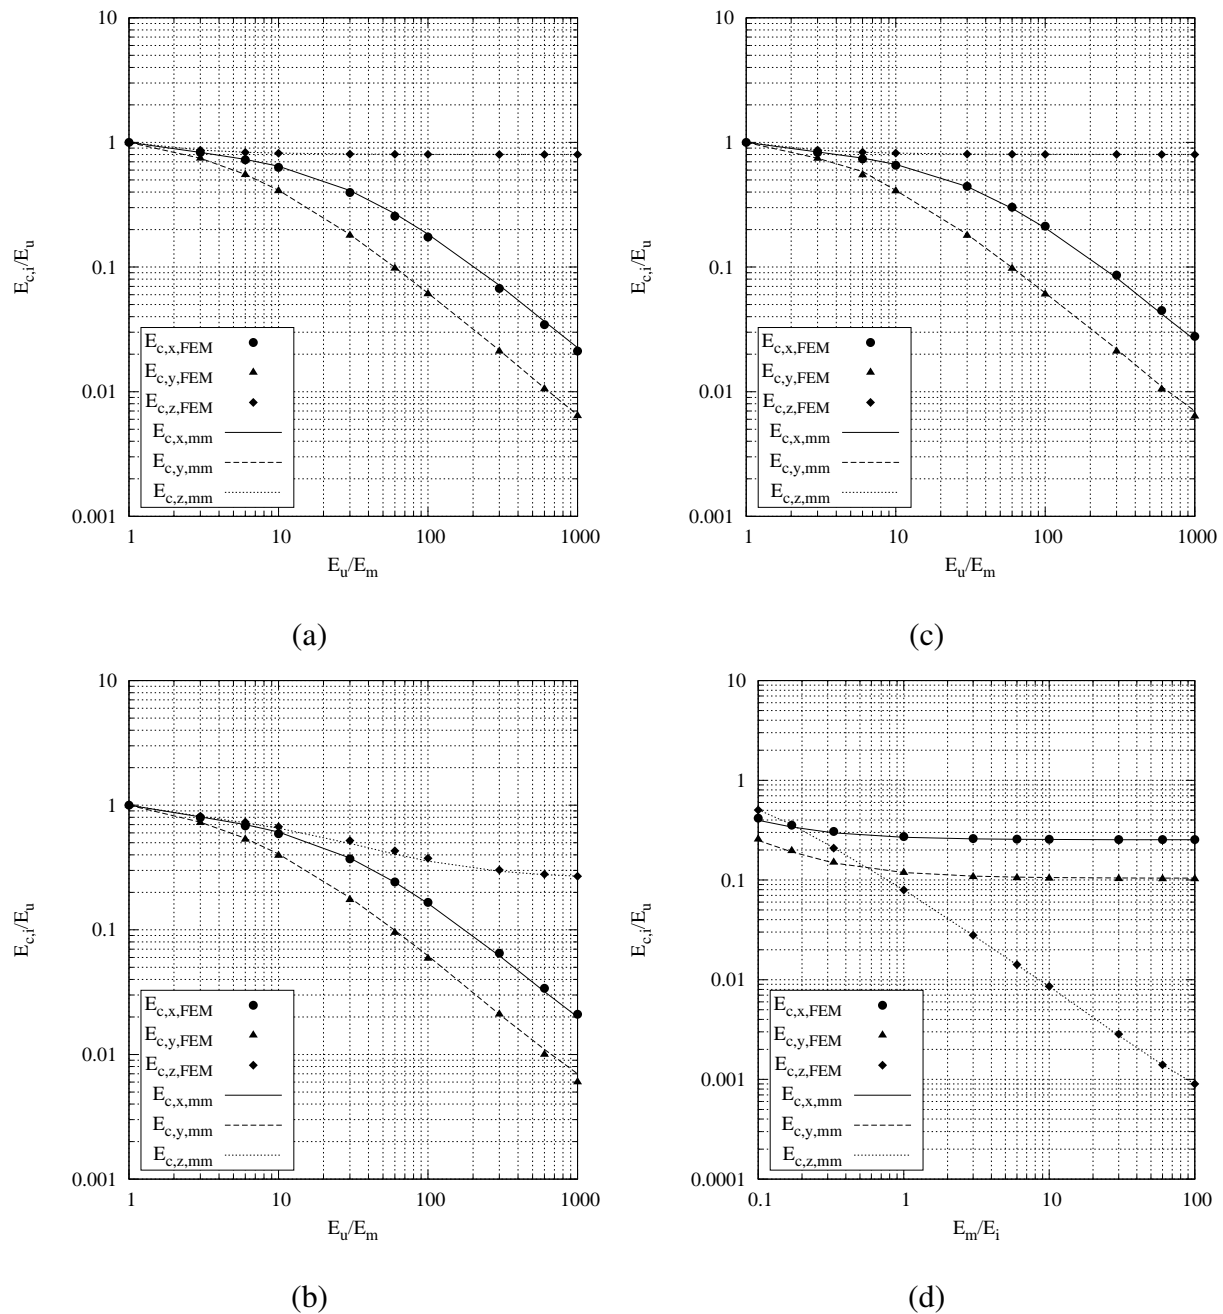 10
1
0.1
0.01
0.001
E_c,i/E_u
E_c,x,FEM
E_c,y,FEM
E_c,z,FEM
E_c,x,mm
E_c,y,mm
E_c,z,mm
1 10 100 1000
E_u/E_m
(a)
10
1
0.1
0.01
0.001
E_c,i/E_u
E_c,x,FEM
E_c,y,FEM
E_c,z,FEM
E_c,x,mm
E_c,y,mm
E_c,z,mm
1 10 100 1000
E_u/E_m
(c)
10
1
0.1
0.01
0.001
E_c,i/E_u
E_c,x,FEM
E_c,y,FEM
E_c,z,FEM
E_c,x,mm
E_c,y,mm
E_c,z,mm
1 10 100 1000
E_u/E_m
(b)
10
1
0.1
0.01
0.001
0.0001
E_c,i/E_u
E_c,x,FEM
E_c,y,FEM
E_c,z,FEM
E_c,x,mm
E_c,y,mm
E_c,z,mm
0.1 1 10 100
E_m/E_i
(d)